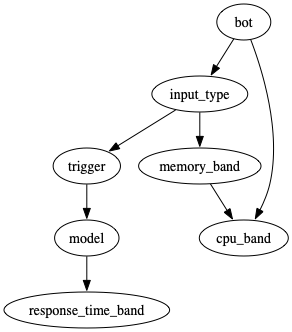 bot
input_type
trigger
memory_band
model
cpu_band
response_time_band